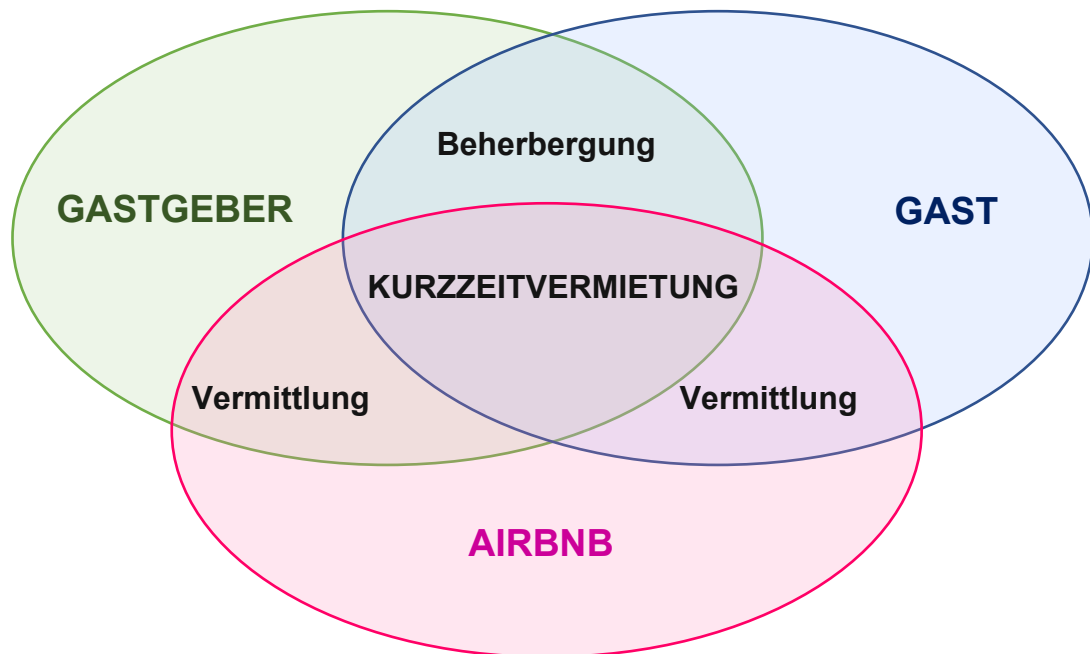 Beherbergung
GASTGEBER
GAST
KURZZEITVERMIETUNG
Vermittlung
Vermittlung
AIRBNB